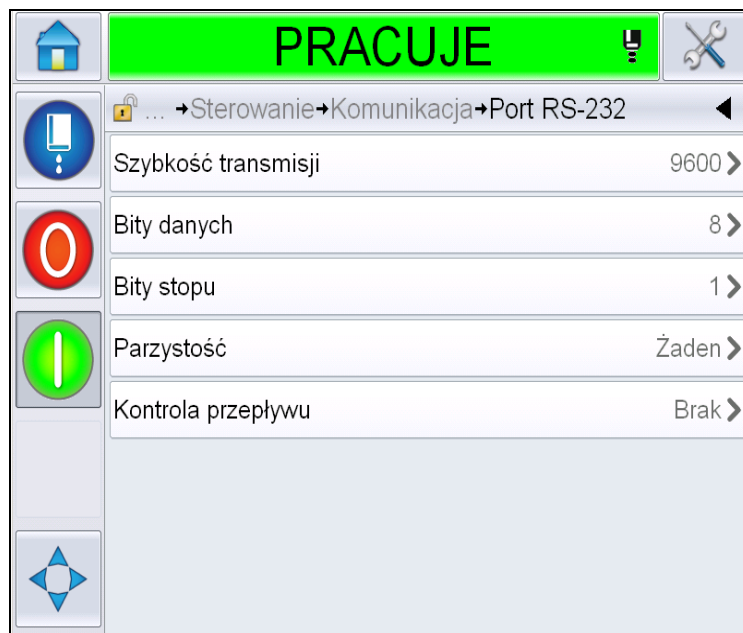 PRACUJE
... →Sterowanie→Komunikacja→Port RS-232
Szybkość transmisji 9600
Bity danych 8
Bity stopu 1
Parzystość Żaden
Kontrola przepływu Brak